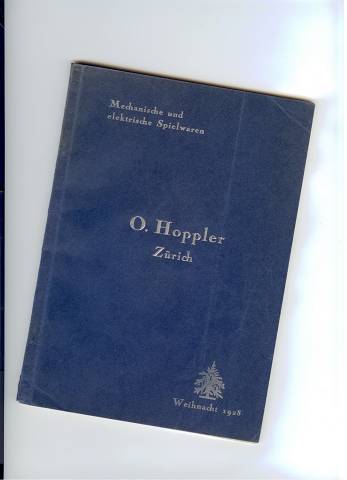 Mechanische und
elektrische Spielwaren
O. Hoppler
Zürich
Weihnacht 1928